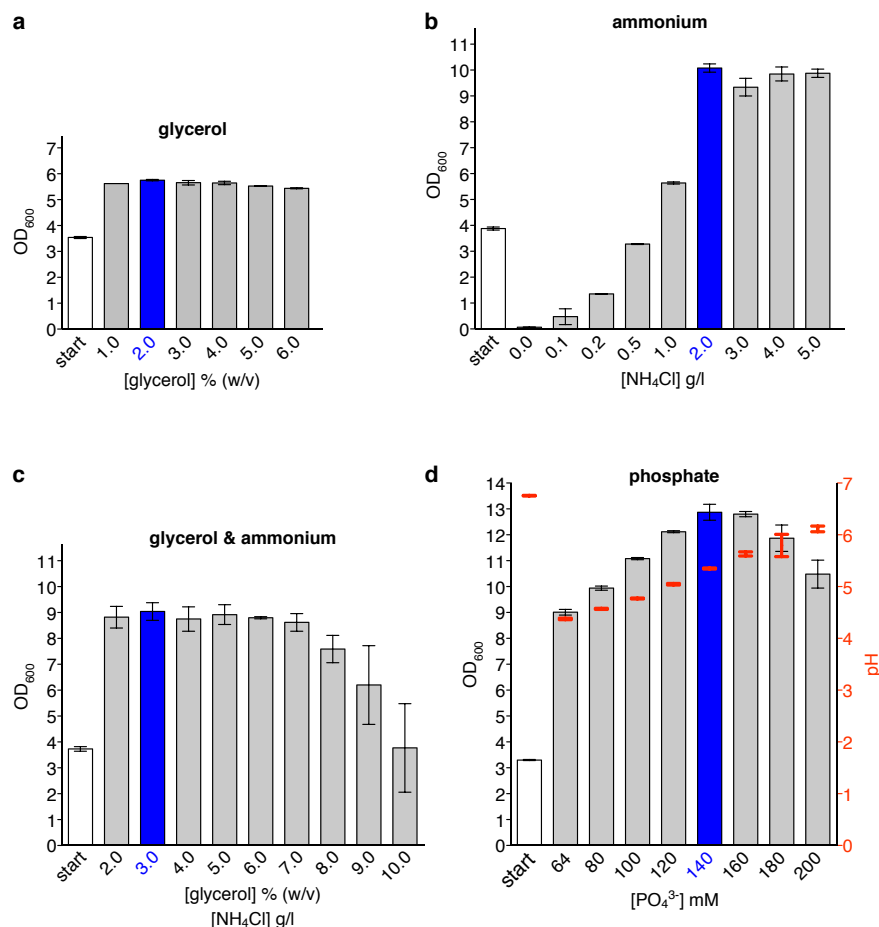 a
glycerol
7
6
5
4
3
2
1
0
OD600
start 1.0 2.0 3.0 4.0 5.0 6.0
[glycerol] % (w/v)
b
ammonium
11
10
9
8
7
6
5
4
3
2
1
0
OD600
start 0.0 0.1 0.2 0.5 1.0 2.0 3.0 4.0 5.0
[NH4Cl] g/l
c
glycerol & ammonium
11
10
9
8
7
6
5
4
3
2
1
0
OD600
start 2.0 3.0 4.0 5.0 6.0 7.0 8.0 9.0 10.0
[glycerol] % (w/v)
[NH4Cl] g/l
d
phosphate
14
13
12
11
10
9
8
7
6
5
4
3
2
1
0
OD600
7
6
5
4
3
2
1
0
pH
start 64 80 100 120 140 160 180 200
[PO4³⁻] mM